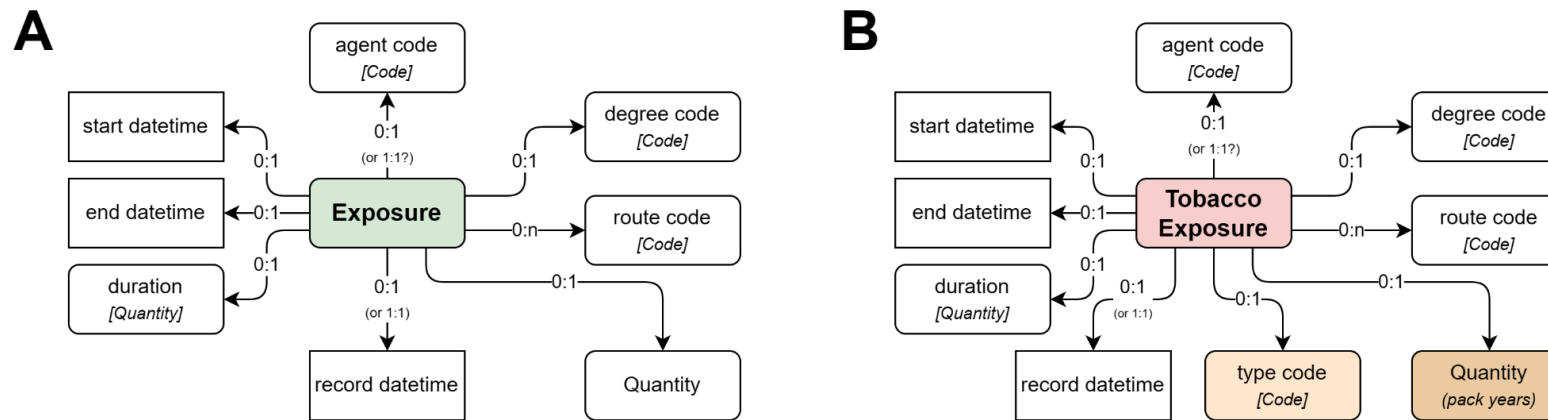 A
agent code
[Code]
start datetime
0:1
(or 1:1?)
degree code
[Code]
0:1
0:1
end datetime
0:1
Exposure
0:n
route code
[Code]
0:1
duration
[Quantity]
0:1
(or 1:1)
0:1
record datetime
Quantity
B
agent code
[Code]
start datetime
0:1
(or 1:1?)
degree code
[Code]
0:1
0:1
end datetime
0:1
Tobacco
Exposure
0:n
route code
[Code]
0:1
duration
[Quantity]
0:1
(or 1:1)
0:1
0:1
record datetime
type code
[Code]
Quantity
(pack years)